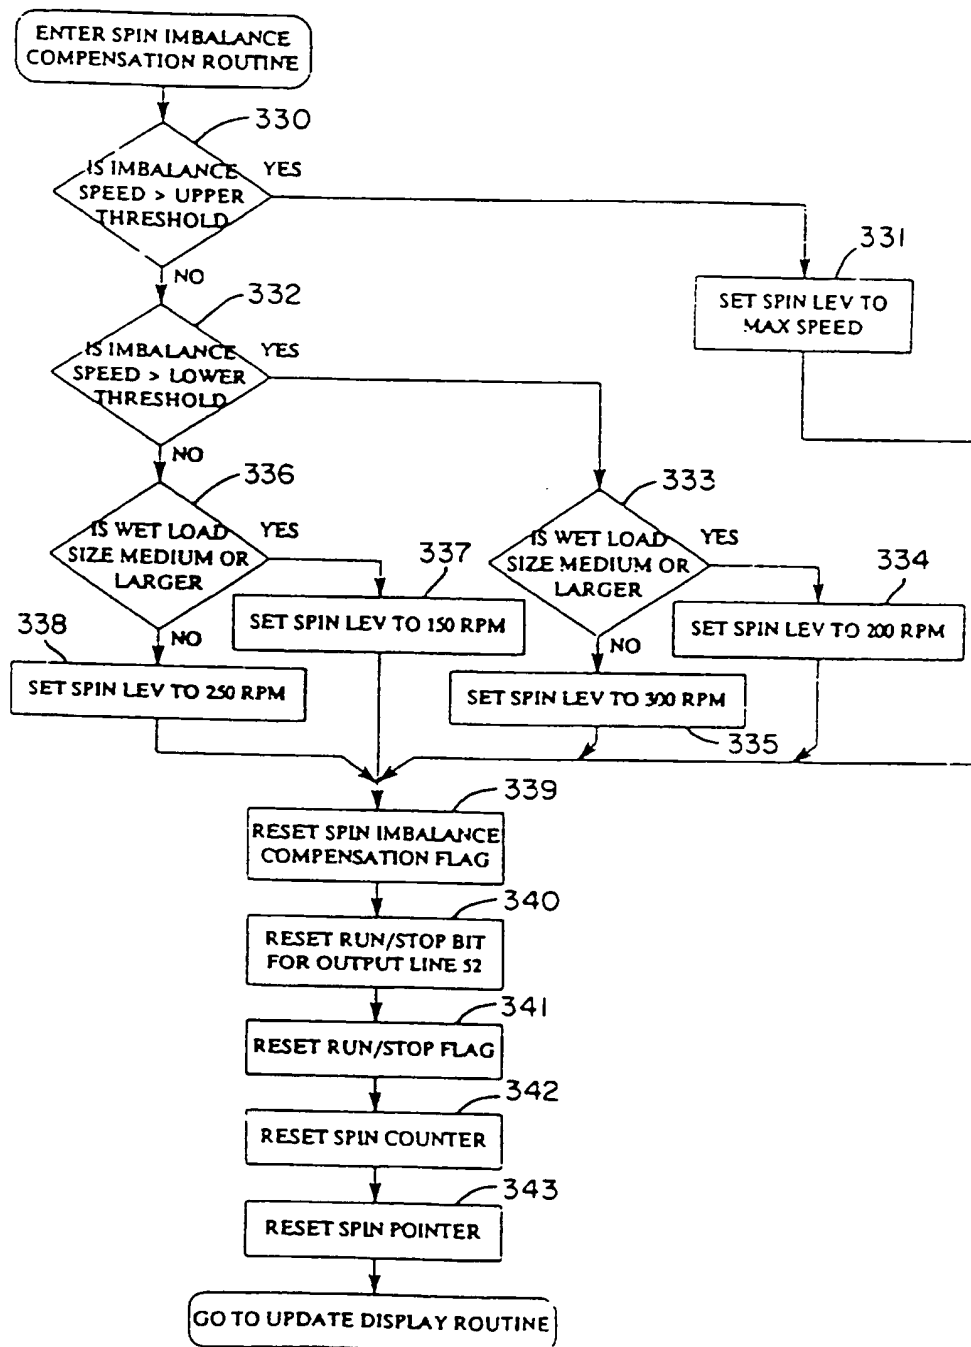 ENTER SPIN IMBALANCE
COMPENSATION ROUTINE
330
IS IMBALANCE
SPEED > UPPER
THRESHOLD
YES
NO
331
SET SPIN LEV TO
MAX SPEED
332
IS IMBALANCE
SPEED > LOWER
THRESHOLD
YES
NO
336
IS WET LOAD
SIZE MEDIUM OR
LARGER
YES
NO
333
IS WET LOAD
SIZE MEDIUM OR
LARGER
YES
NO
337
SET SPIN LEV TO 150 RPM
334
SET SPIN LEV TO 200 RPM
338
SET SPIN LEV TO 250 RPM
SET SPIN LEV TO 300 RPM
335
339
RESET SPIN IMBALANCE
COMPENSATION FLAG
340
RESET RUN/STOP BIT
FOR OUTPUT LINE 52
341
RESET RUN/STOP FLAG
342
RESET SPIN COUNTER
343
RESET SPIN POINTER
GO TO UPDATE DISPLAY ROUTINE